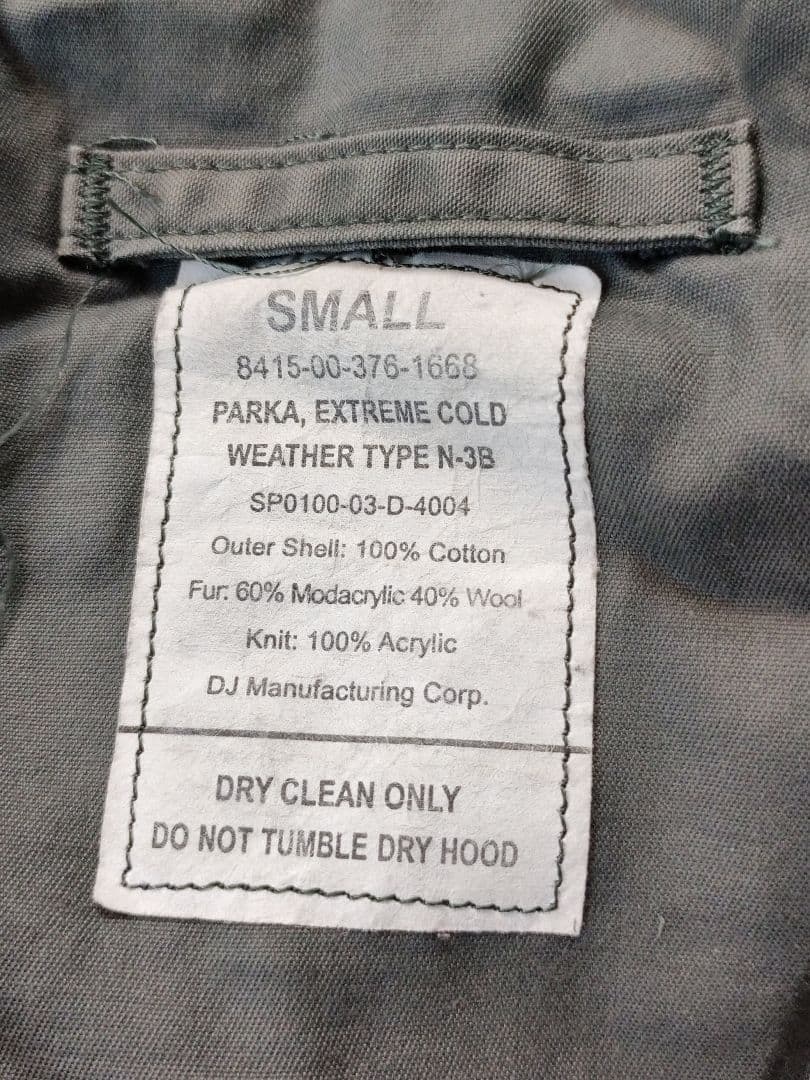 SMALL
8415-00-376-1668
PARKA, EXTREME COLD
WEATHER TYPE N-3B
SP0100-03-D-4004
Outer Shell: 100% Cotton
Fur: 60% Modacrylic 40% Wool
Knit: 100% Acrylic
DJ Manufacturing Corp.
DRY CLEAN ONLY
DO NOT TUMBLE DRY HOOD